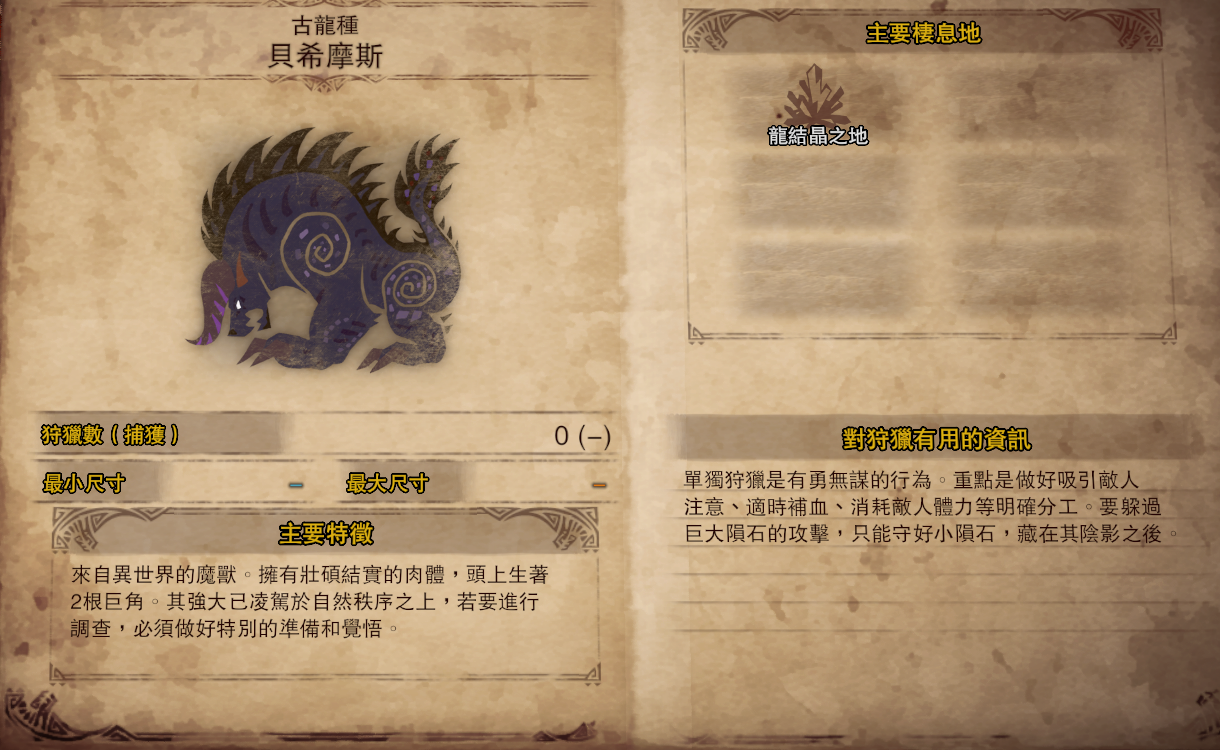 古龍種
貝希摩斯
狩獵數（捕獲）
0 (–)
最小尺寸 –
最大尺寸 –
主要特徵
來自異世界的魔獸。擁有壯碩結實的肉體，頭上生著
2根巨角。其強大已凌駕於自然秩序之上，若要進行
調查，必須做好特別的準備和覺悟。
主要棲息地
龍結晶之地
對狩獵有用的資訊
單獨狩獵是有勇無謀的行為。重點是做好吸引敵人
注意、適時補血、消耗敵人體力等明確分工。要躲過
巨大隕石的攻擊，只能守好小隕石，藏在其陰影之後。